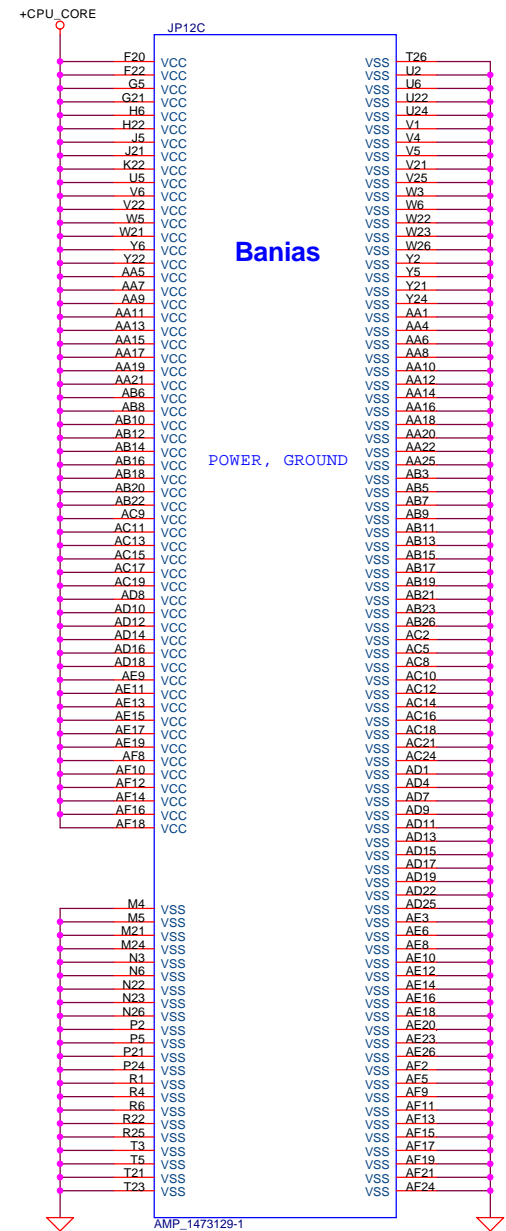 +CPU_CORE
JP12C
F20 VCC VSS T26
F22 VCC VSS U2
G5 VCC VSS U6
G21 VCC VSS U22
H6 VCC VSS U24
H22 VCC VSS V1
J5 VCC VSS V4
J21 VCC VSS V5
K22 VCC VSS V21
U5 VCC VSS V25
V6 VCC VSS W3
V22 VCC VSS W6
W5 VCC VSS W22
W21 VCC VSS W23
Y6 VCC Banias VSS W26
Y22 VCC VSS Y2
AA5 VCC VSS Y5
AA7 VCC VSS Y21
AA9 VCC VSS Y24
AA11 VCC VSS AA1
AA13 VCC VSS AA4
AA15 VCC VSS AA6
AA17 VCC VSS AA8
AA19 VCC VSS AA10
AA21 VCC VSS AA12
AB6 VCC VSS AA14
AB8 VCC VSS AA16
AB10 VCC VSS AA18
AB12 VCC VSS AA20
AB14 VCC VSS AA22
AB16 VCC POWER, GROUND VSS AA25
AB18 VCC VSS AB3
AB20 VCC VSS AB5
AB22 VCC VSS AB7
AC9 VCC VSS AB9
AC11 VCC VSS AB11
AC13 VCC VSS AB13
AC15 VCC VSS AB15
AC17 VCC VSS AB17
AC19 VCC VSS AB19
AD8 VCC VSS AB21
AD10 VCC VSS AB23
AD12 VCC VSS AB26
AD14 VCC VSS AC2
AD16 VCC VSS AC5
AD18 VCC VSS AC8
AE9 VCC VSS AC10
AE11 VCC VSS AC12
AE13 VCC VSS AC14
AE15 VCC VSS AC16
AE17 VCC VSS AC18
AE19 VCC VSS AC21
AF8 VCC VSS AC24
AF10 VCC VSS AD1
AF12 VCC VSS AD4
AF14 VCC VSS AD7
AF16 VCC VSS AD9
AF18 VCC VSS AD11
VSS AD13
VSS AD15
VSS AD17
VSS AD19
VSS AD22
M4 VSS VSS AD25
M5 VSS VSS AE3
M21 VSS VSS AE6
M24 VSS VSS AE8
N3 VSS VSS AE10
N6 VSS VSS AE12
N22 VSS VSS AE14
N23 VSS VSS AE16
N26 VSS VSS AE18
P2 VSS VSS AE20
P5 VSS VSS AE23
P21 VSS VSS AE26
P24 VSS VSS AF2
R1 VSS VSS AF5
R4 VSS VSS AF9
R6 VSS VSS AF11
R22 VSS VSS AF13
R25 VSS VSS AF15
T3 VSS VSS AF17
T5 VSS VSS AF19
T21 VSS VSS AF21
T23 VSS VSS AF24
AMP_1473129-1